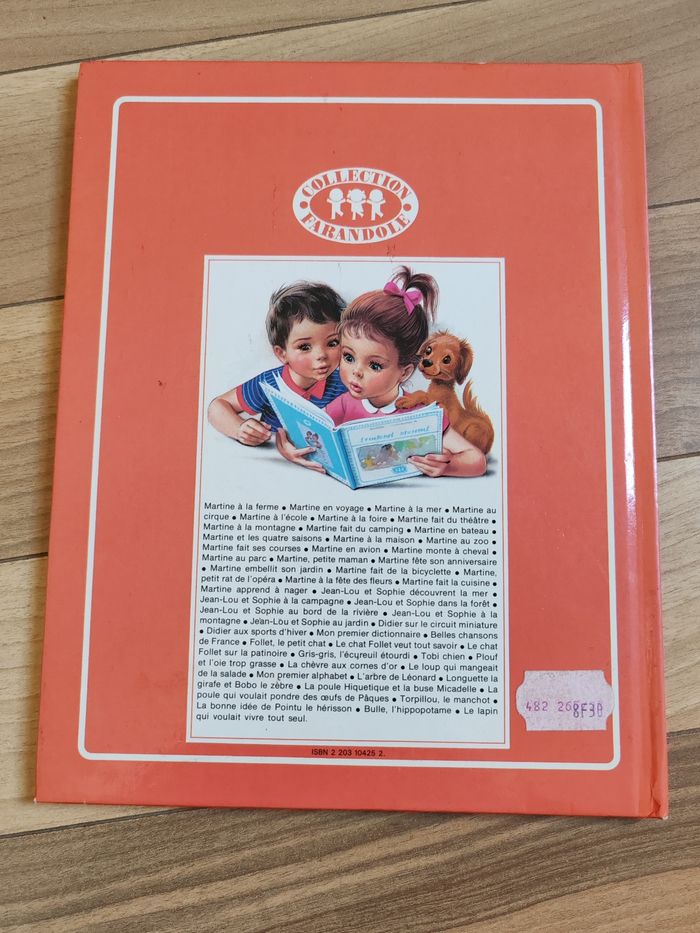 COLLECTION
FARANDOLE
Martine à la ferme • Martine en voyage • Martine à la mer • Martine au
cirque • Martine à l'école • Martine à la foire • Martine fait du théâtre •
Martine à la montagne • Martine fait du camping • Martine en bateau •
Martine et les quatre saisons • Martine à la maison • Martine au zoo •
Martine fait ses courses • Martine en avion • Martine monte à cheval •
Martine au parc • Martine, petite maman • Martine fête son anniversaire
• Martine embellit son jardin • Martine fait de la bicyclette • Martine,
petit rat de l'opéra • Martine à la fête des fleurs • Martine fait la cuisine •
Martine apprend à nager • Jean-Lou et Sophie découvrent la mer •
Jean-Lou et Sophie à la campagne • Jean-Lou et Sophie dans la forêt •
Jean-Lou et Sophie au bord de la rivière • Jean-Lou et Sophie à la
montagne • Jean-Lou et Sophie au jardin • Didier sur le circuit miniature
• Didier aux sports d'hiver • Mon premier dictionnaire • Belles chansons
de France • Follet, le petit chat • Le chat Follet veut tout savoir • Le chat
Follet sur la patinoire • Gris-gris, l'écureuil étourdi • Tobi chien • Plouf
et l'oie trop grasse • La chèvre aux cornes d'or • Le loup qui mangeait
de la salade • Mon premier alphabet • L'arbre de Léonard • Longuette la
girafe et Bobo le zèbre • La poule Hiquetique et la buse Micadelle • La
poule qui voulait pondre des œufs de Pâques • Torpillou, le manchot •
La bonne idée de Pointu le hérisson • Bulle, l'hippopotame • Le lapin
qui voulait vivre tout seul.
ISBN 2 203 10425 2.
482 26
8F30